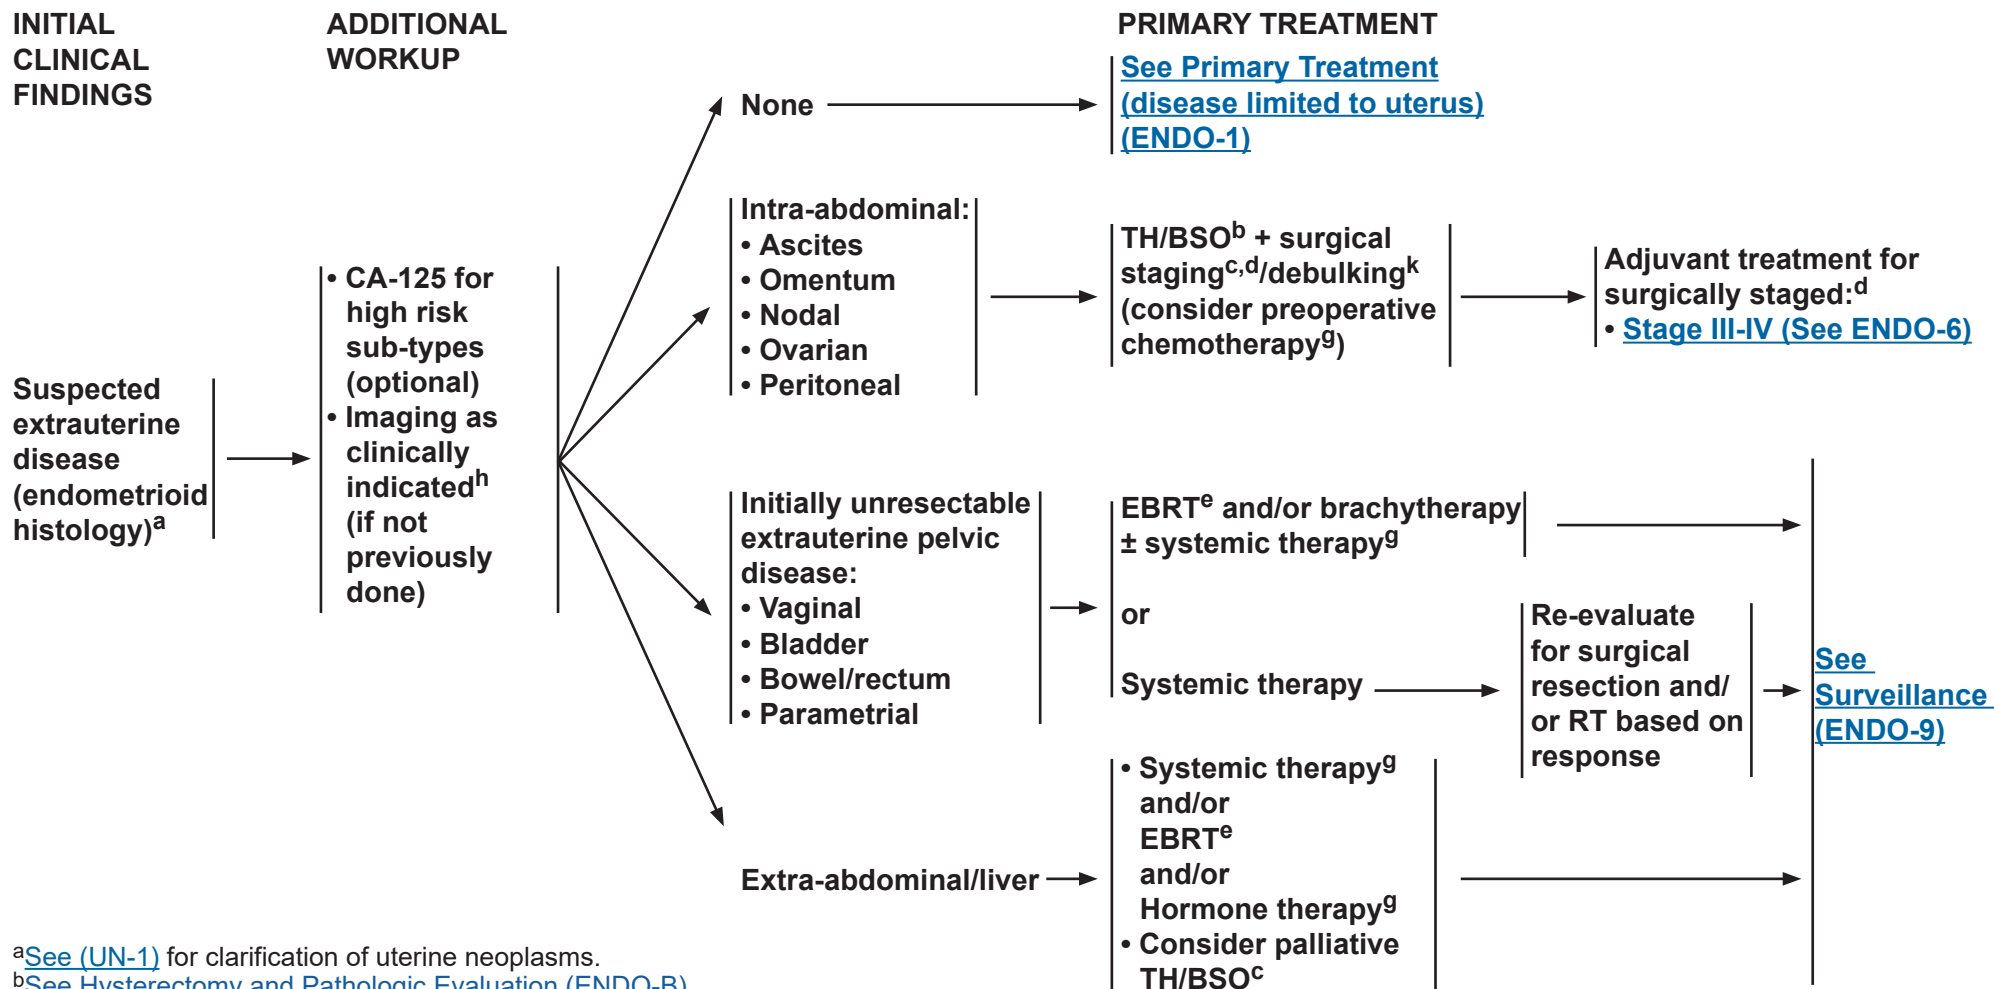 INITIAL
CLINICAL
FINDINGS
ADDITIONAL
WORKUP
PRIMARY TREATMENT
Suspected
extrauterine
disease
(endometrioid
histology)a
• CA-125 for
high risk
sub-types
(optional)
• Imaging as
clinically
indicatedh
(if not
previously
done)
None
See Primary Treatment
(disease limited to uterus)
(ENDO-1)
Intra-abdominal:
• Ascites
• Omentum
• Nodal
• Ovarian
• Peritoneal
TH/BSOb + surgical
stagingc,d/debulkingk
(consider preoperative
chemotherapyg)
Adjuvant treatment for
surgically staged:d
• Stage III-IV (See ENDO-6)
Initially unresectable
extrauterine pelvic
disease:
• Vaginal
• Bladder
• Bowel/rectum
• Parametrial
EBRTe and/or brachytherapy
± systemic therapyg
or
Systemic therapy
Re-evaluate
for surgical
resection and/
or RT based on
response
See
Surveillance
(ENDO-9)
Extra-abdominal/liver
• Systemic therapyg
and/or
EBRTe
and/or
Hormone therapyg
• Consider palliative
TH/BSOc
aSee (UN-1) for clarification of uterine neoplasms.
bSee Hysterectomy and Pathologic Evaluation (ENDO-B)